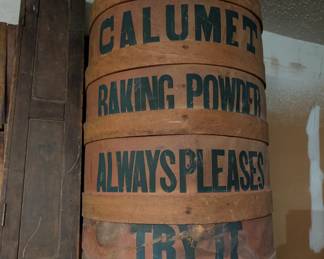 CALUMET
BAKING POWDER
ALWAYS PLEASES
TRY IT